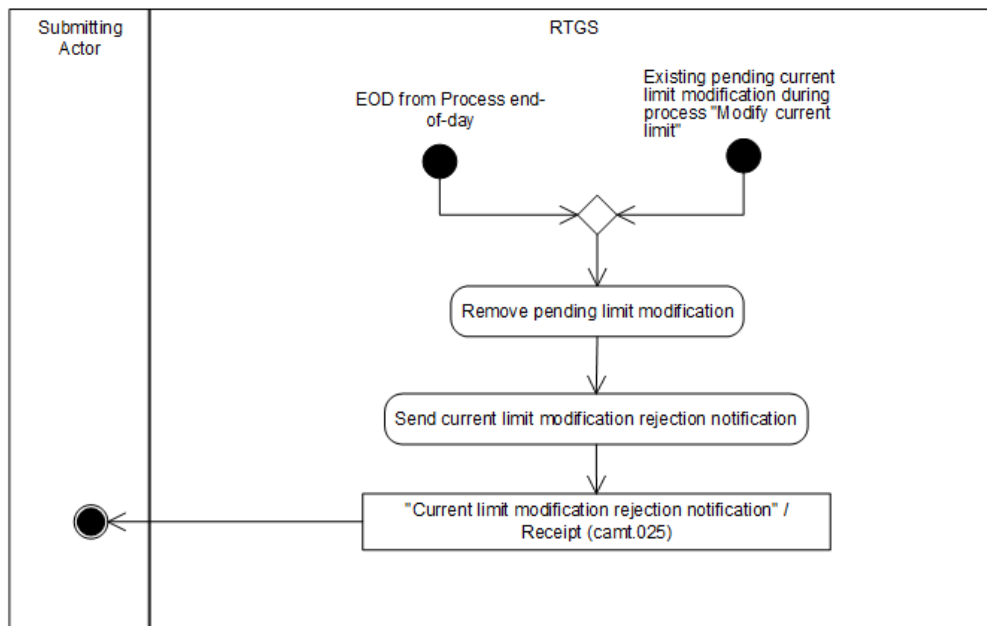 Submitting
Actor
RTGS
EOD from Process end-
of-day
Existing pending current
limit modification during
process "Modify current
limit"
Remove pending limit modification
Send current limit modification rejection notification
"Current limit modification rejection notification" /
Receipt (camt.025)